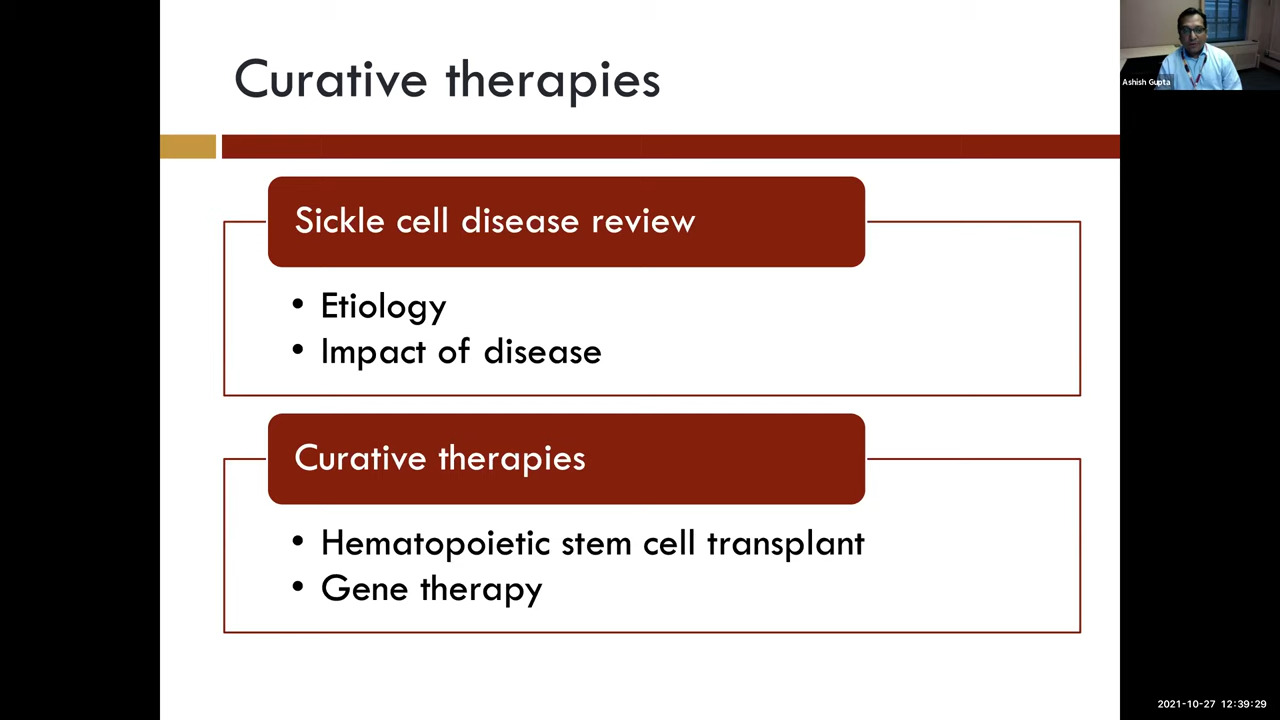 Curative therapies
Ashish Gupta
Sickle cell disease review
• Etiology
• Impact of disease
Curative therapies
• Hematopoietic stem cell transplant
• Gene therapy
2021-10-27 12:39:29